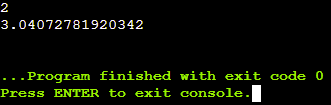 2
3.04072781920342
...Program finished with exit code 0
Press ENTER to exit console.